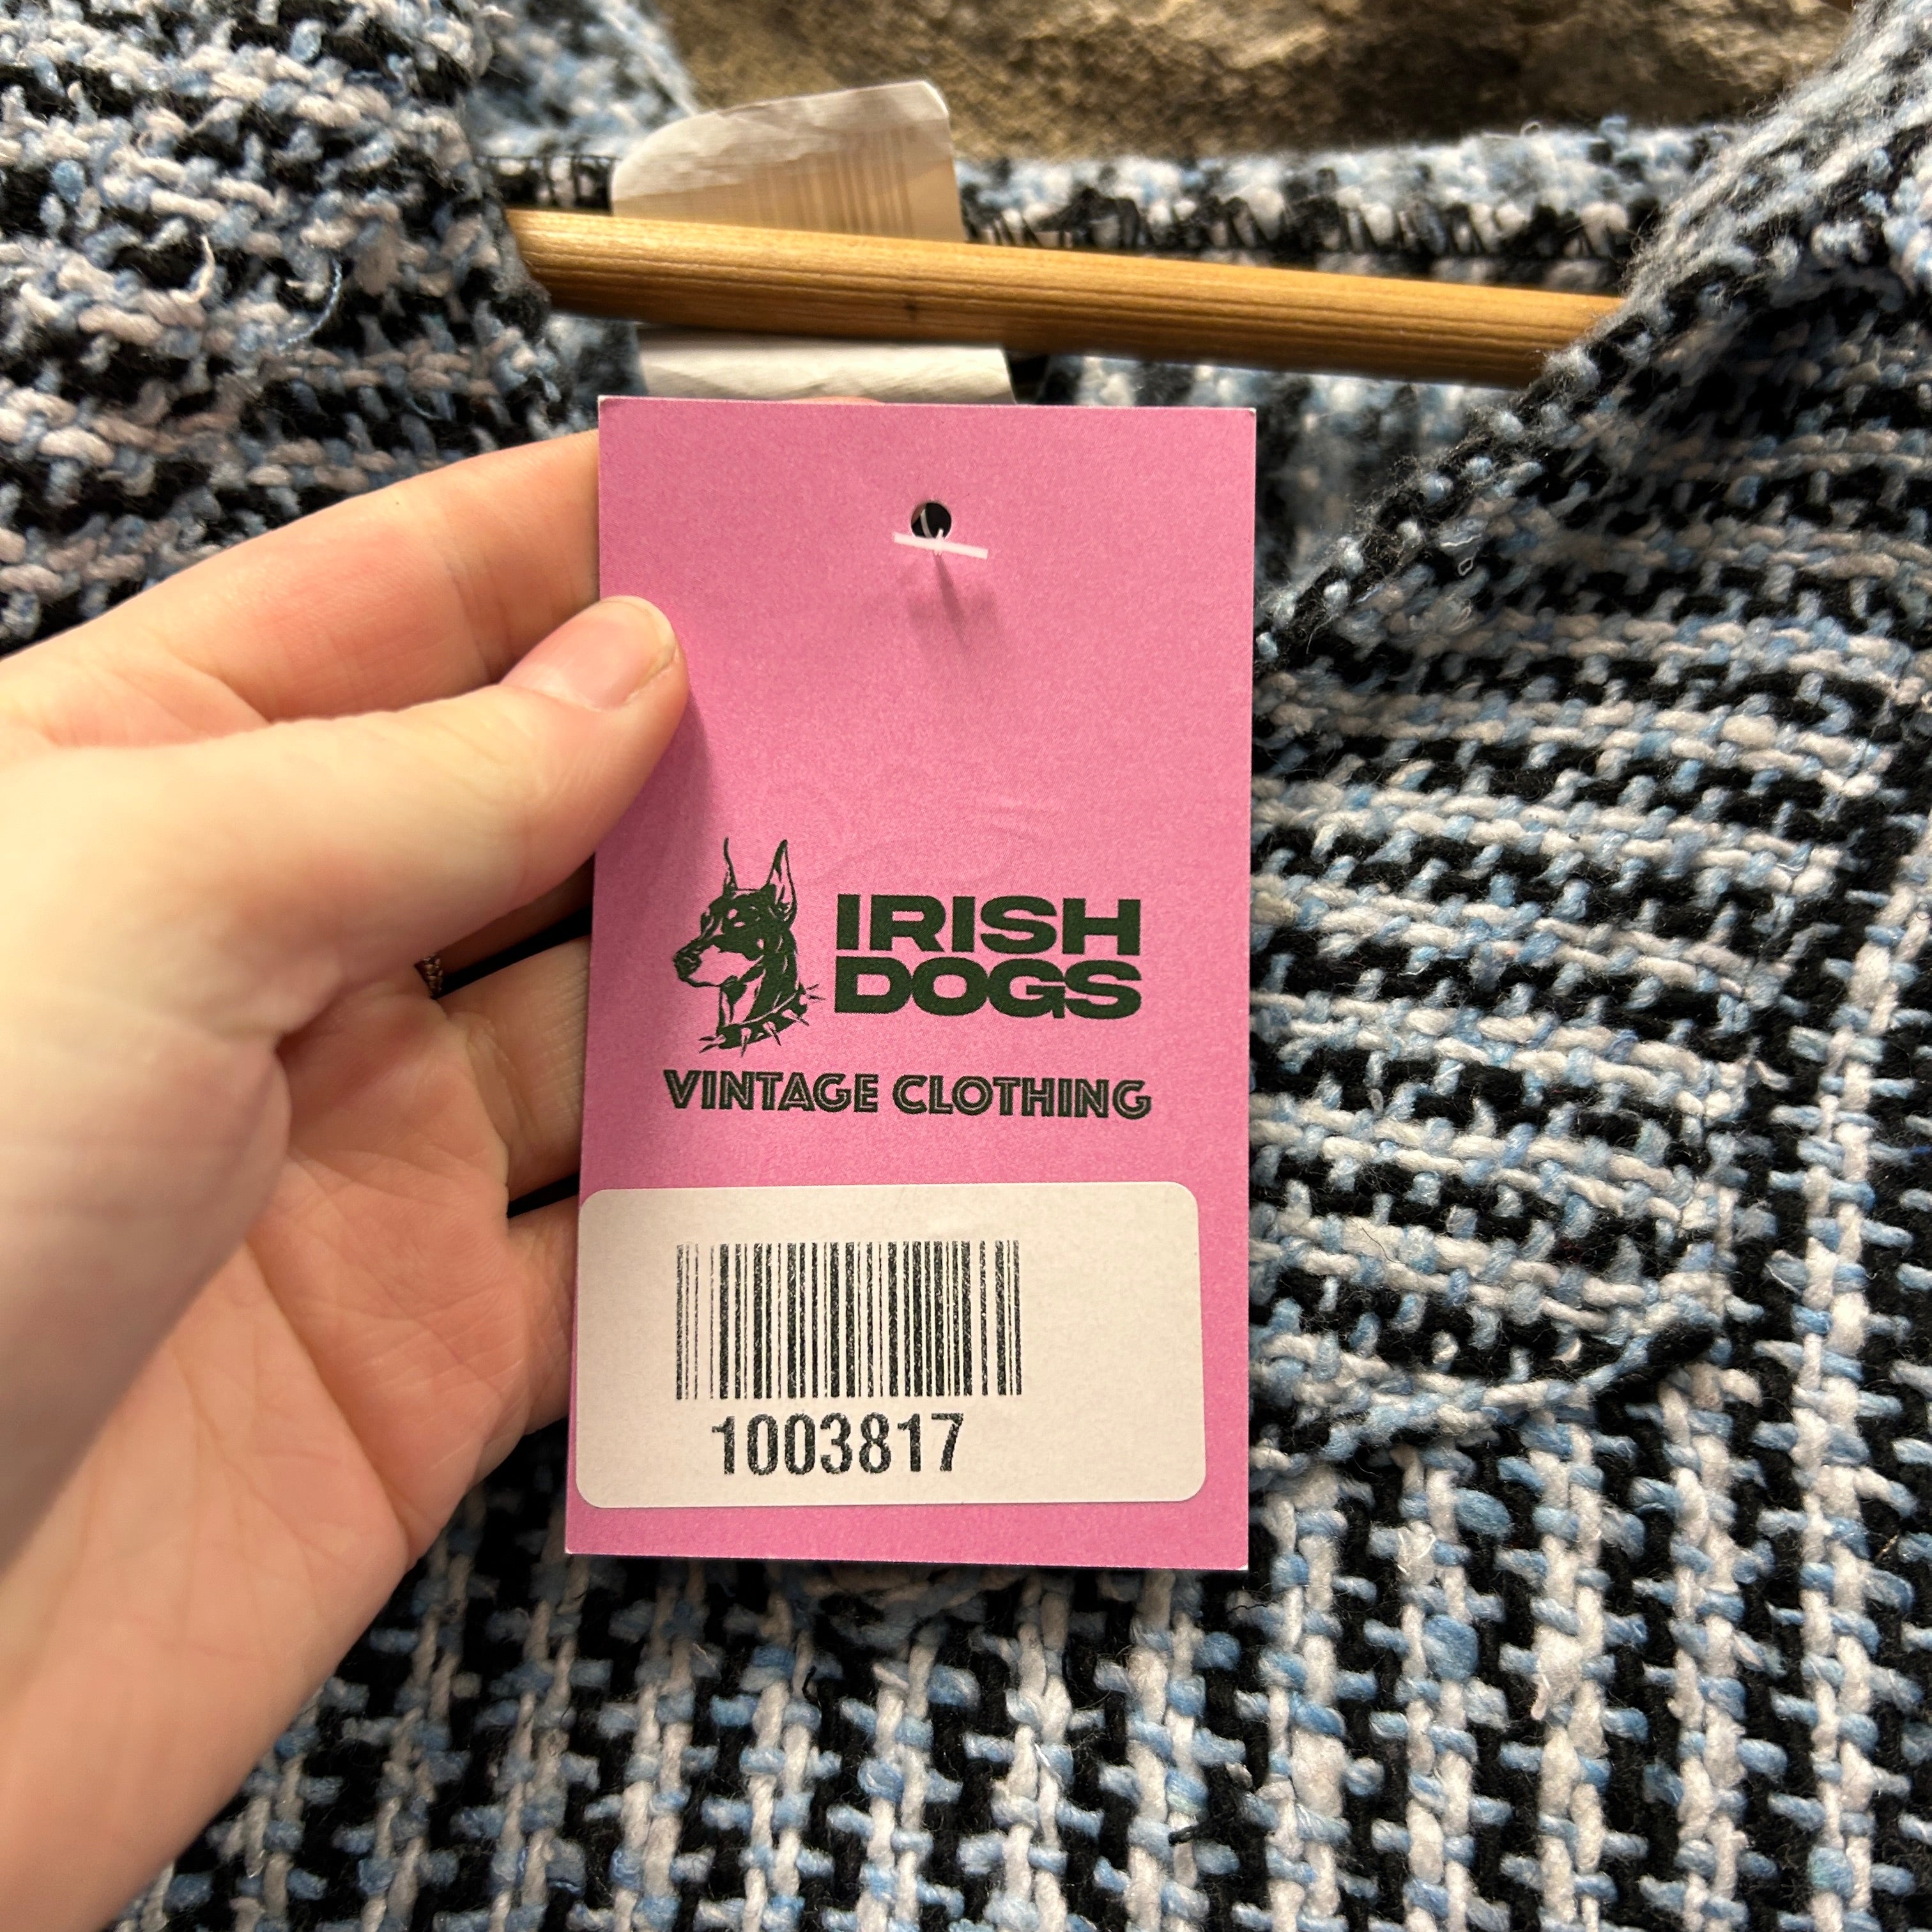 IRISH
DOGS
VINTAGE CLOTHING
1003817